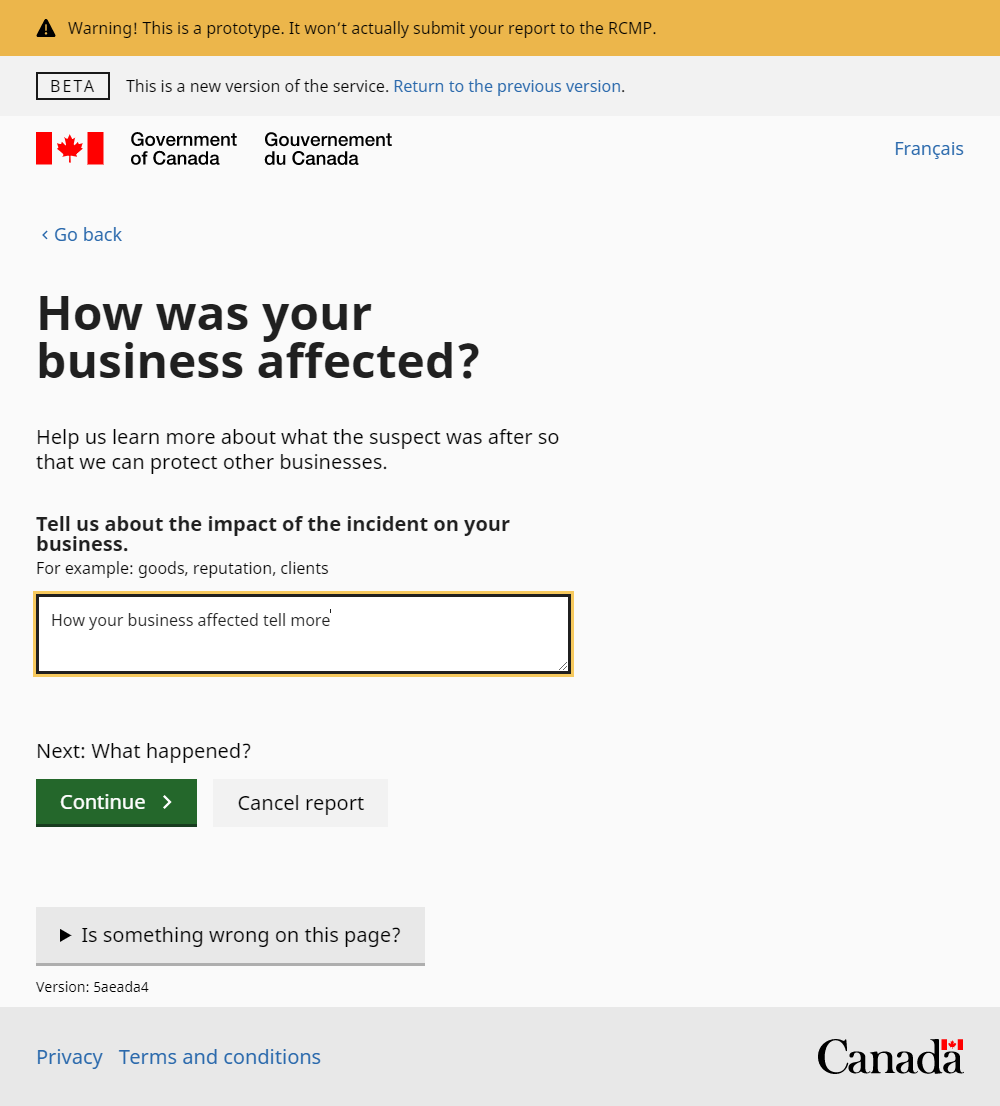 Warning! This is a prototype. It won’t actually submit your report to the RCMP.
BETA This is a new version of the service. Return to the previous version.
Government Gouvernement
of Canada du Canada
Français
Go back
How was your
business affected?
Help us learn more about what the suspect was after so
that we can protect other businesses.
Tell us about the impact of the incident on your
business.
For example: goods, reputation, clients
How your business affected tell more
Next: What happened?
Continue Cancel report
Is something wrong on this page?
Version: 5aeada4
Privacy Terms and conditions Canada